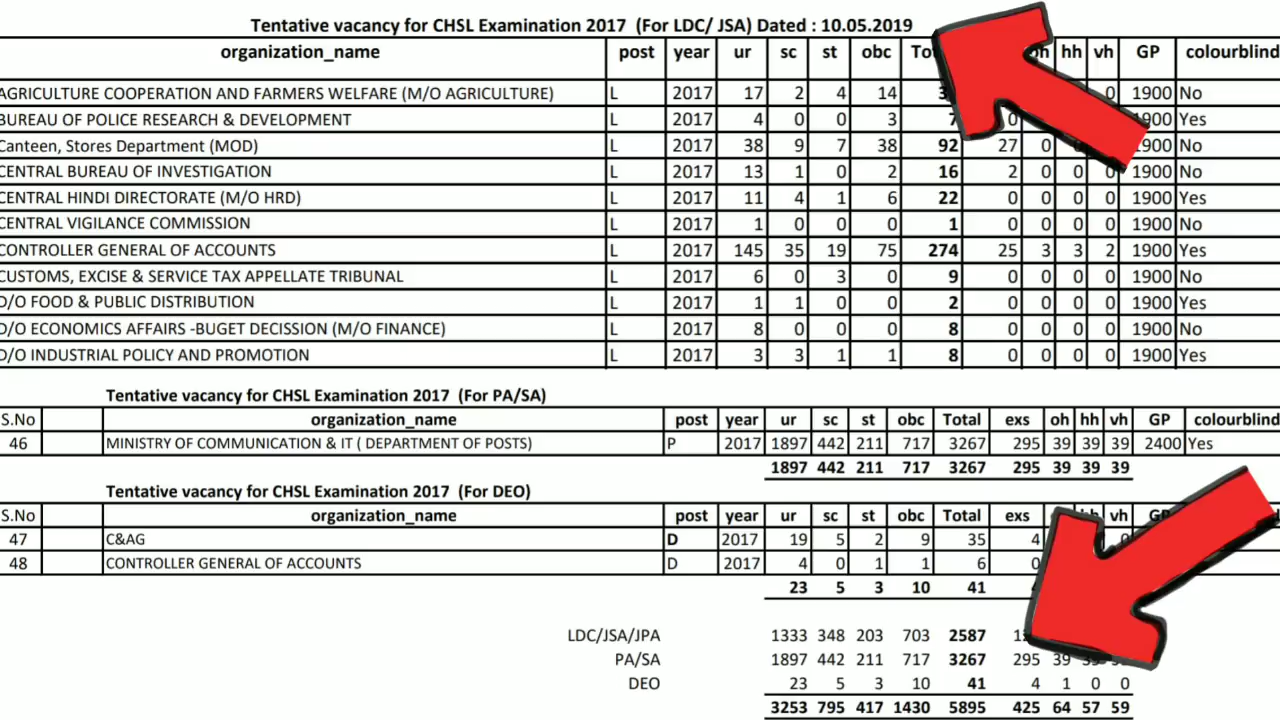 Tentative vacancy for CHSL Examination 2017 (For LDC/ JSA) Dated : 10.05.2019
organization_name post year ur sc st obc hh vh GP colourblind
AGRICULTURE COOPERATION AND FARMERS WELFARE (M/O AGRICULTURE) L 2017 17 2 4 14 0 1900 No
BUREAU OF POLICE RESEARCH & DEVELOPMENT L 2017 4 0 0 3 7 0 Yes
Canteen, Stores Department (MOD) L 2017 38 9 7 38 92 27 0 No
CENTRAL BUREAU OF INVESTIGATION L 2017 13 1 0 2 16 2 0 0 0 1900 No
CENTRAL HINDI DIRECTORATE (M/O HRD) L 2017 11 4 1 6 22 0 0 0 0 1900 Yes
CENTRAL VIGILANCE COMMISSION L 2017 1 0 0 0 1 0 0 0 0 1900 No
CONTROLLER GENERAL OF ACCOUNTS L 2017 145 35 19 75 274 25 3 3 2 1900 Yes
CUSTOMS, EXCISE & SERVICE TAX APPELLATE TRIBUNAL L 2017 6 0 3 0 9 0 0 0 0 1900 No
D/O FOOD & PUBLIC DISTRIBUTION L 2017 1 1 0 0 2 0 0 0 0 1900 Yes
D/O ECONOMICS AFFAIRS -BUGET DECISSION (M/O FINANCE) L 2017 8 0 0 0 8 0 0 0 0 1900 No
D/O INDUSTRIAL POLICY AND PROMOTION L 2017 3 3 1 1 8 0 0 0 0 1900 Yes
Tentative vacancy for CHSL Examination 2017 (For PA/SA)
S.No organization_name post year ur sc st obc Total exs oh hh vh GP colourblind
46 MINISTRY OF COMMUNICATION & IT ( DEPARTMENT OF POSTS) P 2017 1897 442 211 717 3267 295 39 39 39 2400 Yes
1897 442 211 717 3267 295 39 39 39
Tentative vacancy for CHSL Examination 2017 (For DEO)
S.No organization_name post year ur sc st obc Total exs vh
47 C&AG D 2017 19 5 2 9 35 4
48 CONTROLLER GENERAL OF ACCOUNTS D 2017 4 0 1 1 6 0
23 5 3 10 41
LDC/JSA/JPA 1333 348 203 703 2587
PA/SA 1897 442 211 717 3267 295 39
DEO 23 5 3 10 41 4 1 0 0
3253 795 417 1430 5895 425 64 57 59